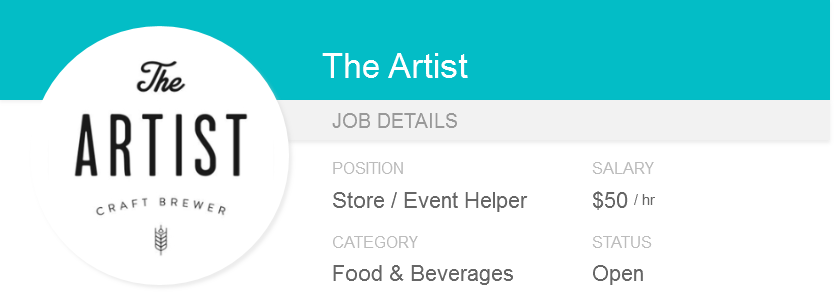 The
ARTIST
CRAFT BREWER
The Artist
JOB DETAILS
POSITION
Store / Event Helper
SALARY
$50 / hr
CATEGORY
Food & Beverages
STATUS
Open